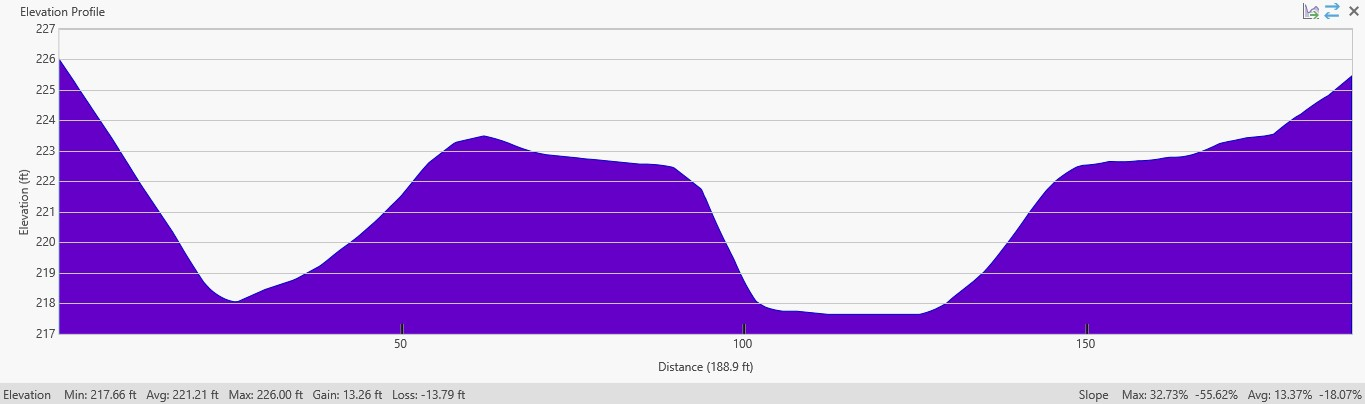 Elevation Profile
227
226
225
224
223
222
221
220
219
218
217
Elevation (ft)
50 100 150
Distance (188.9 ft)
Elevation Min: 217.66 ft Avg: 221.21 ft Max: 226.00 ft Gain: 13.26 ft Loss: -13.79 ft Slope Max: 32.73% -55.62% Avg: 13.37% -18.07%